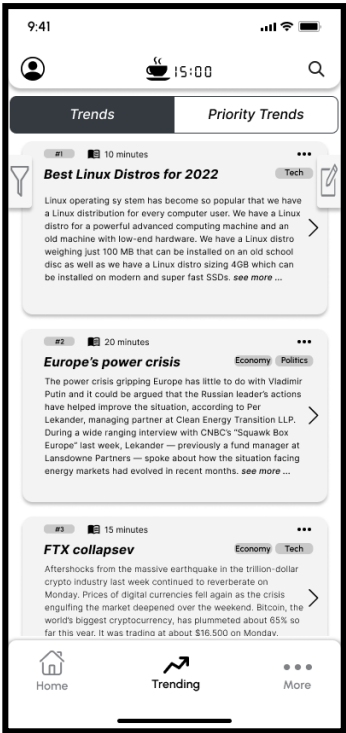 9:41
15:00
Trends
Priority Trends
#1
10 minutes
Best Linux Distros for 2022
Tech
Linux operating sy stem has become so popular that we have
a Linux distribution for every computer user. We have a Linux
distro for a powerful advanced computing machine and an
old machine with low-end hardware. We have a Linux distro
weighing just 100 MB that can be installed on an old school
disc as well as we have a Linux distro sizing 4GB which can
be installed on modern and super fast SSDs. see more ...
#2
20 minutes
Europe's power crisis
Economy
Politics
The power crisis gripping Europe has little to do with Vladimir
Putin and it could be argued that the Russian leader's actions
have helped improve the situation, according to Per
Lekander, managing partner at Clean Energy Transition LLP.
During a wide ranging interview with CNBC's "Squawk Box
Europe" last week, Lekander — previously a fund manager at
Lansdowne Partners — spoke about how the situation facing
energy markets had evolved in recent months. see more ...
#3
15 minutes
FTX collapsev
Economy
Tech
Aftershocks from the massive earthquake in the trillion-dollar
crypto industry last week continued to reverberate on
Monday. Prices of digital currencies fell again as the crisis
engulfing the market deepened over the weekend. Bitcoin, the
world's biggest cryptocurrency, has plummeted about 65% so
far this year. It was trading at about $16,500 on Monday,
Home
Trending
More